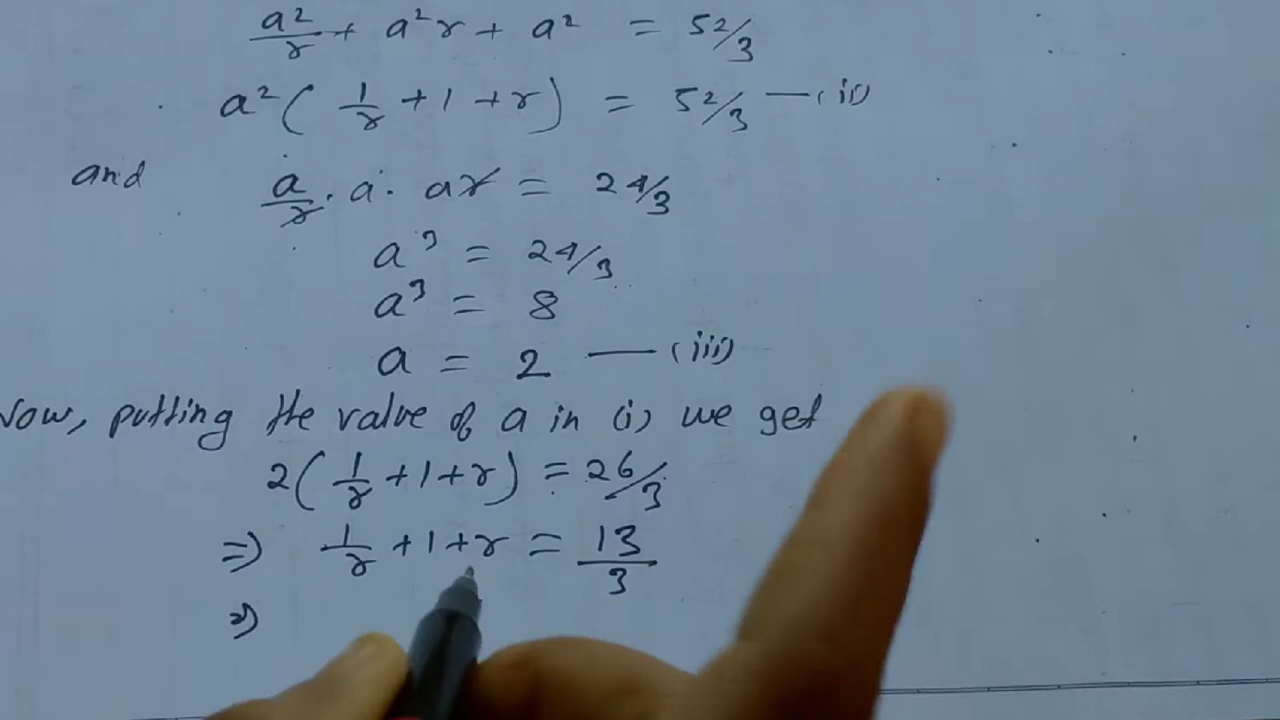 a²/r + a²r + a² = 52/3
a²(1/r + 1 + r) = 52/3 —(ii)
and a/r . a . ar = 24/3
a³ = 24/3
a³ = 8
a = 2 — (iii)
Now, putting the value of a in (i) we get
2(1/r + 1 + r) = 26/3
=) 1/r + 1 + r = 13/3
=)